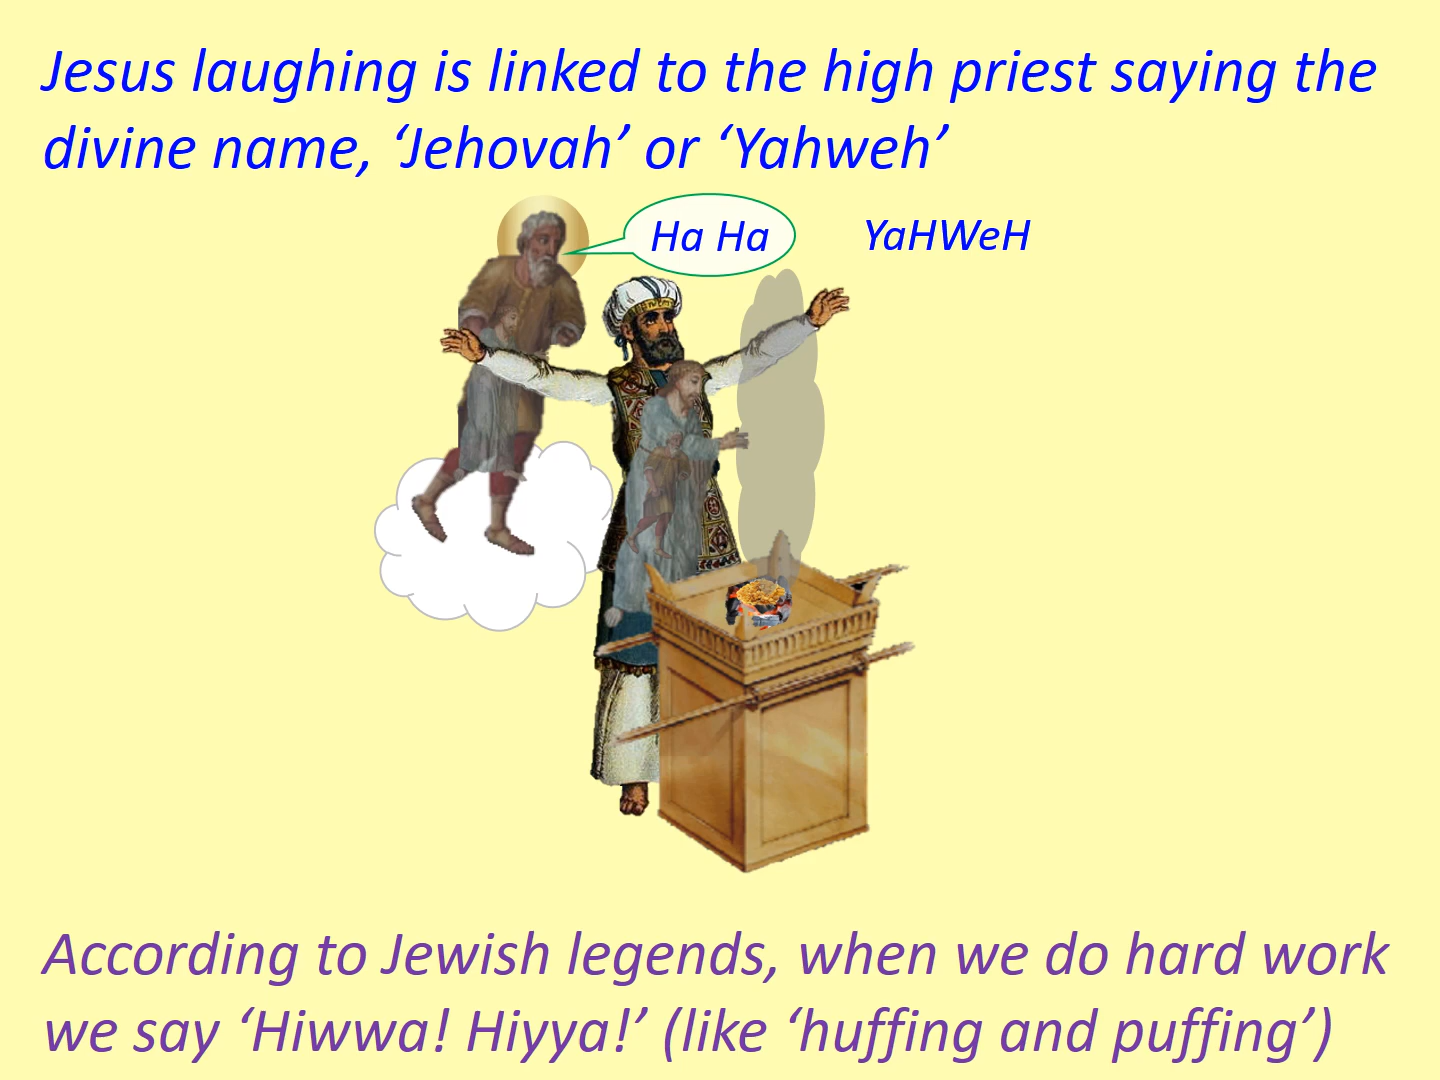 Jesus laughing is linked to the high priest saying the
divine name, ‘Jehovah’ or ‘Yahweh’
Ha Ha
YaHWeH
According to Jewish legends, when we do hard work
we say ‘Hiwwa! Hiyya!’ (like ‘huffing and puffing’)